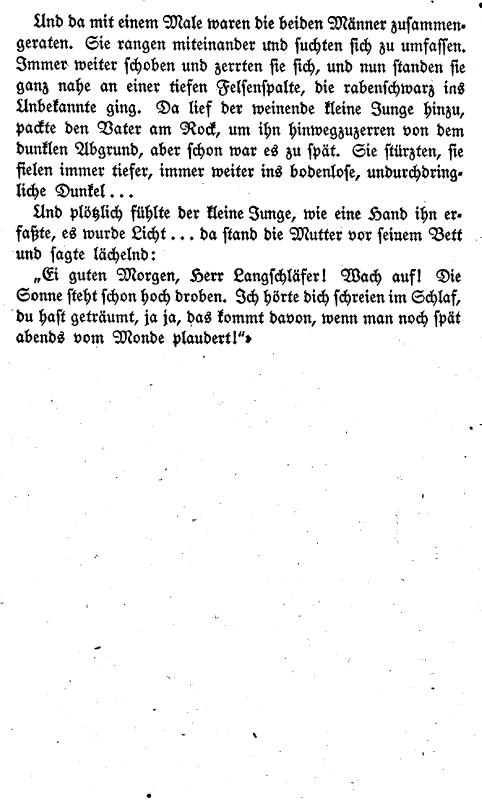 Und da mit einem Male waren die beiden Männer zusammen-
geraten. Sie rangen miteinander und suchten sich zu umfassen.
Immer weiter schoben und zerrten sie sich, und nun standen sie
ganz nahe an einer tiefen Felsenspalte, die rabenschwarz ins
Unbekannte ging. Da lief der weinende kleine Junge hinzu,
packte den Vater am Rock, um ihn hinwegzuzerren von dem
dunklen Abgrund, aber schon war es zu spät. Sie stürzten, sie
fielen immer tiefer, immer weiter ins bodenlose, undurchdring-
liche Dunkel...
Und plötzlich fühlte der kleine Junge, wie eine Hand ihn er-
faßte, es wurde Licht... da stand die Mutter vor seinem Bett
und sagte lächelnd:
„Ei guten Morgen, Herr Langschläfer! Wach auf! Die
Sonne steht schon hoch droben. Ich hörte dich schreien im Schlaf,
du hast geträumt, ja ja, das kommt davon, wenn man noch spät
abends vom Monde plaudert!“